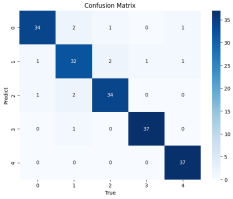 Confusion Matrix
0 34 2 1 0 1
1 1 32 2 1 1
2 1 2 34 0 0
3 0 1 0 37 0
4 0 0 0 0 37
0 1 2 3 4
Predict
True
35
30
25
20
15
10
5
0